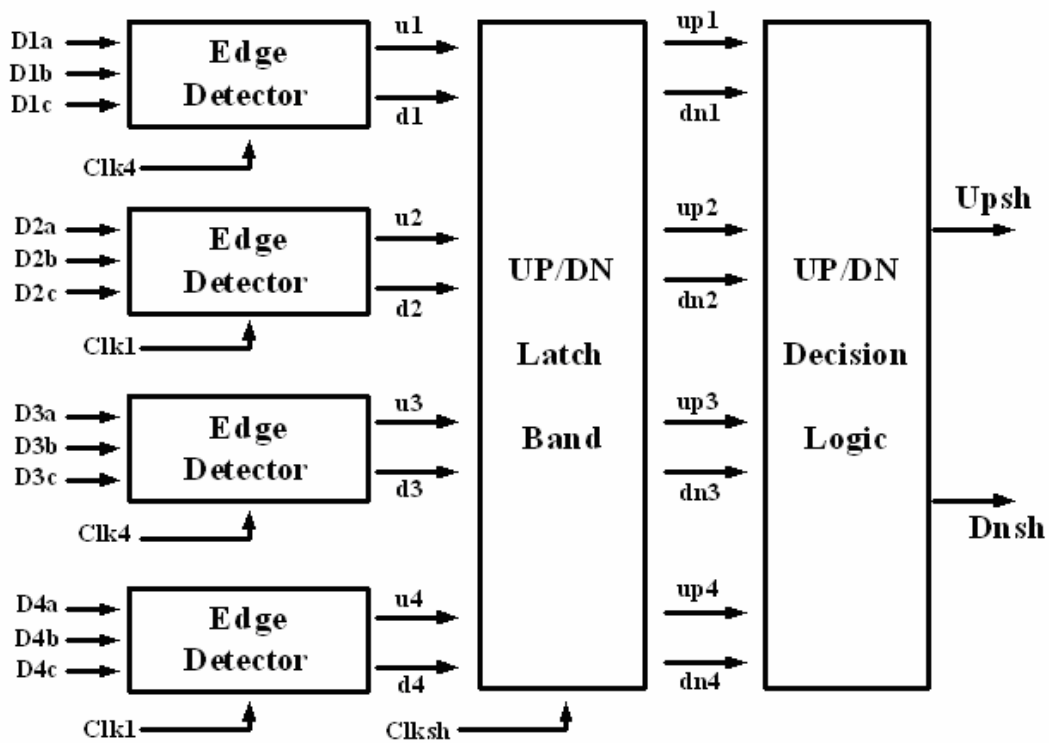 D1a
D1b
D1c
Edge
Detector
Clk4
u1
d1
D2a
D2b
D2c
Edge
Detector
Clk1
u2
d2
D3a
D3b
D3c
Edge
Detector
Clk4
u3
d3
D4a
D4b
D4c
Edge
Detector
Clk1
u4
d4
UP/DN
Latch
Band
Clksh
up1
dn1
up2
dn2
up3
dn3
up4
dn4
UP/DN
Decision
Logic
Upsh
Dnsh